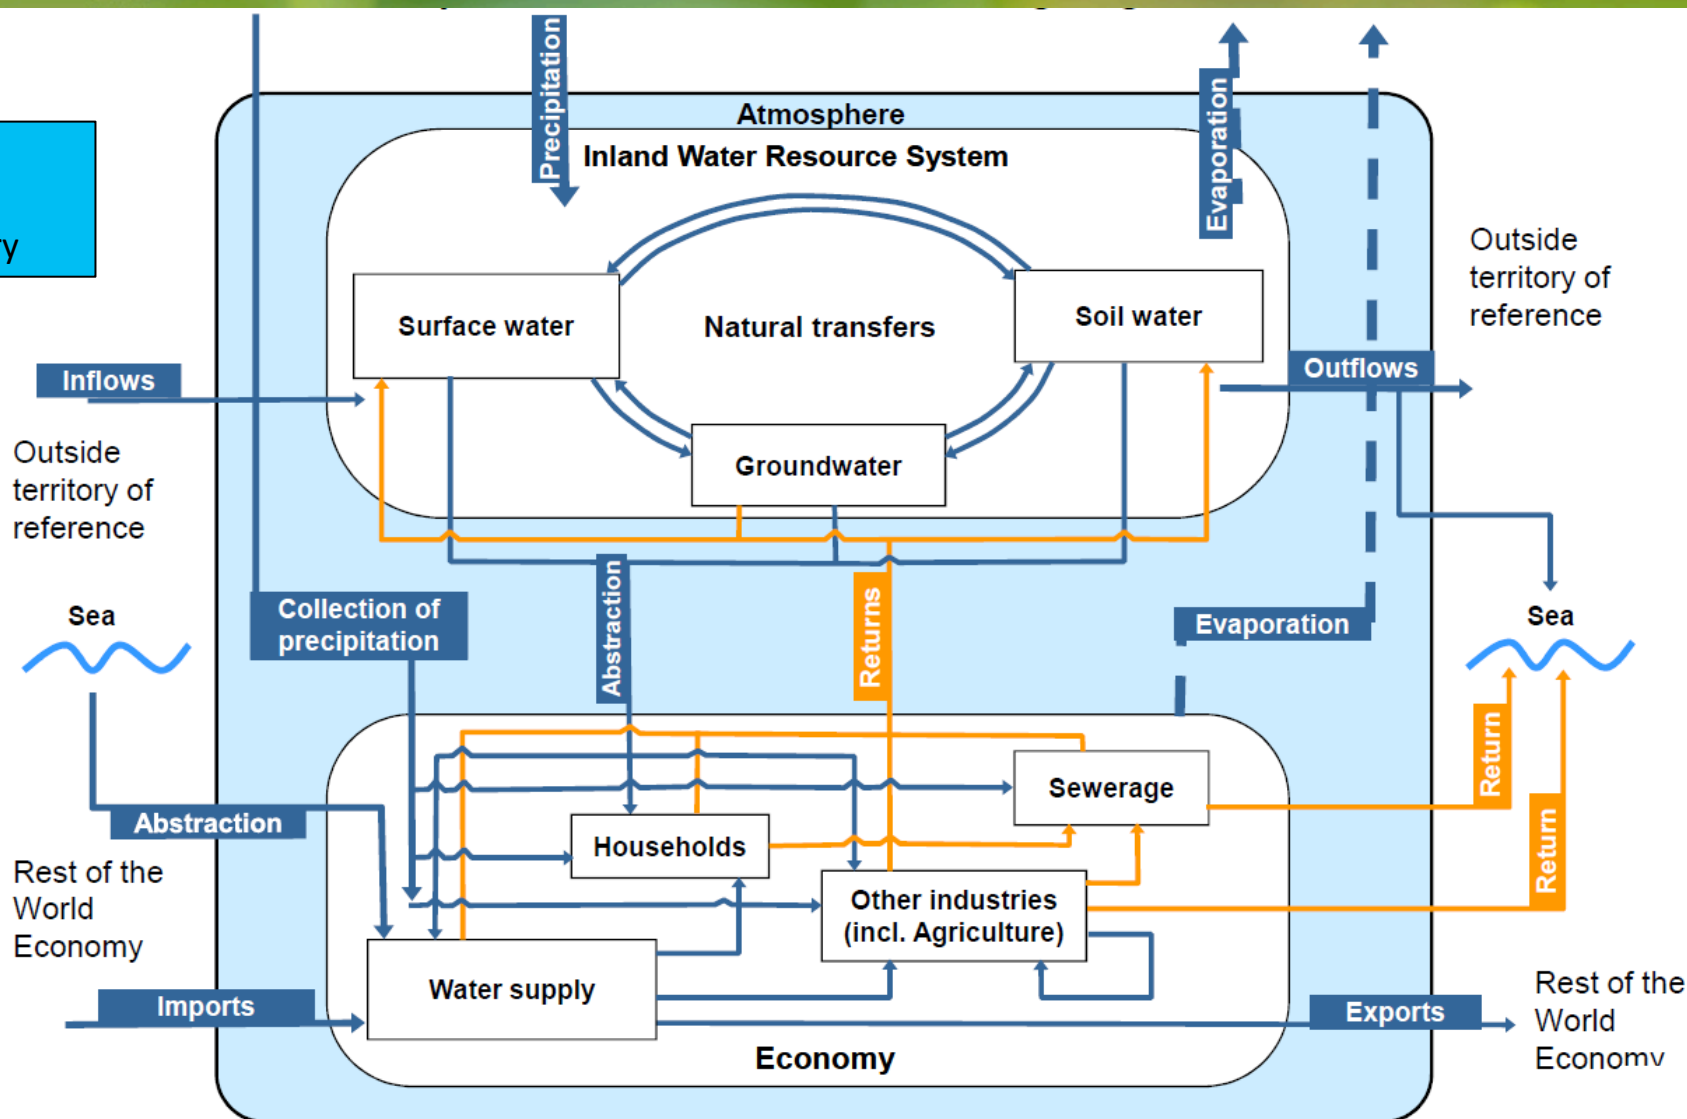 Precipitation
Evaporation
Atmosphere
Inland Water Resource System
Surface water
Natural transfers
Soil water
Groundwater
Inflows
Outflows
Outside
territory of
reference
Outside
territory of
reference
Sea
Collection of
precipitation
Abstraction
Returns
Evaporation
Sea
Abstraction
Households
Sewerage
Return
Return
Rest of the
World
Economy
Other industries
(incl. Agriculture)
Water supply
Imports
Exports
Rest of the
World
Economy
Economy